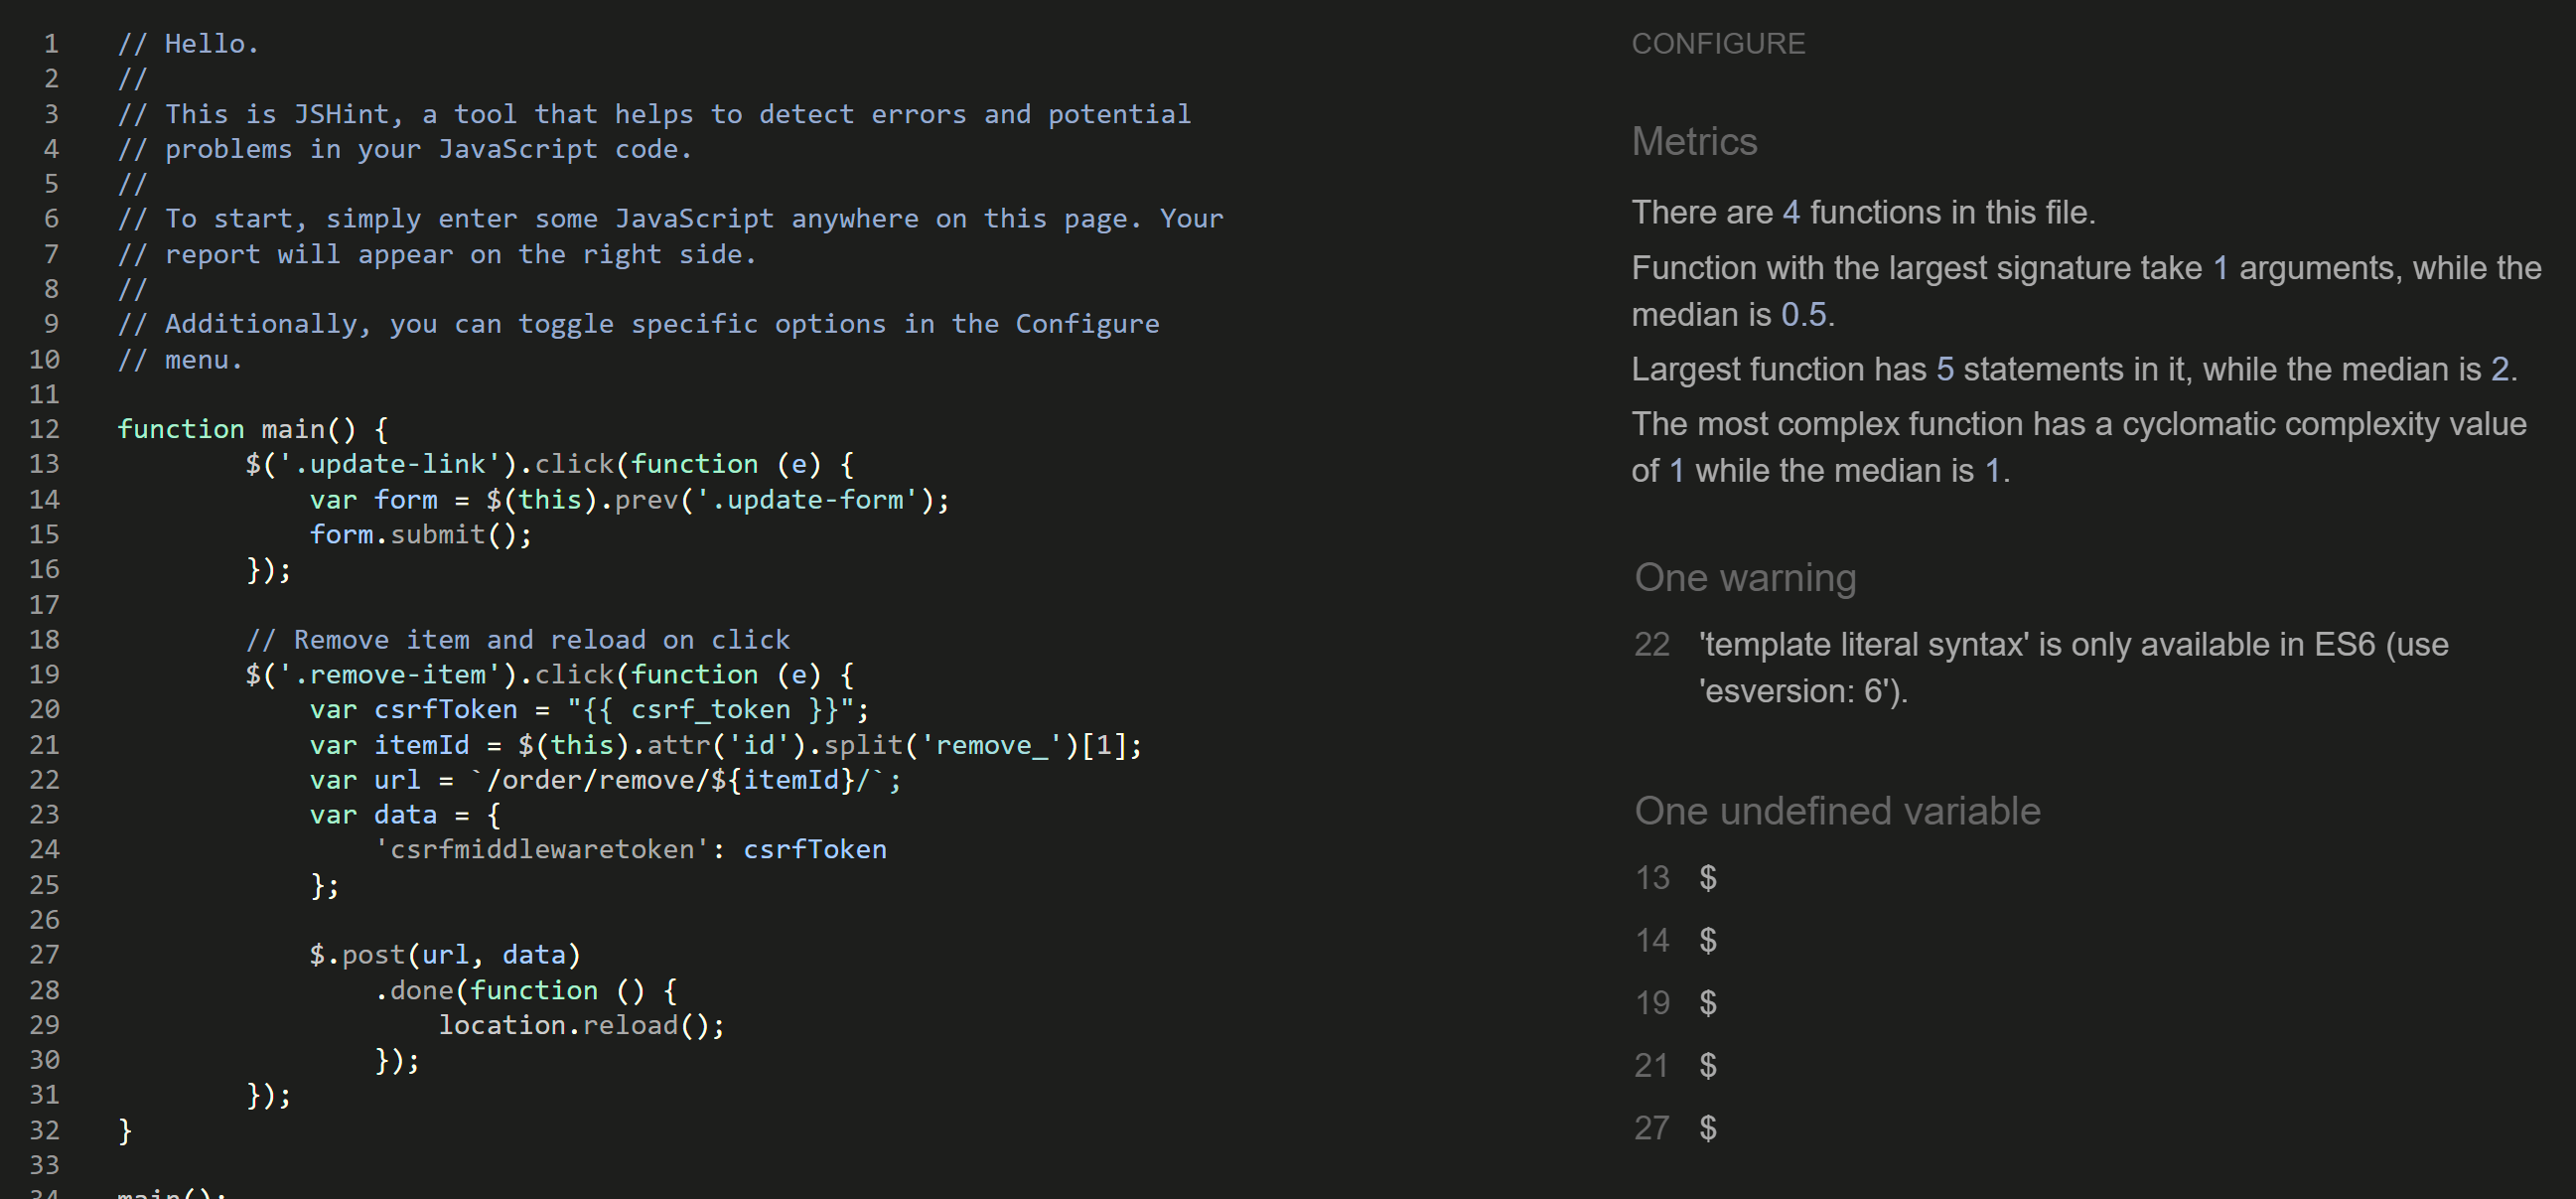 1 // Hello.
2 //
3 // This is JSHint, a tool that helps to detect errors and potential
4 // problems in your JavaScript code.
5 //
6 // To start, simply enter some JavaScript anywhere on this page. Your
7 // report will appear on the right side.
8 //
9 // Additionally, you can toggle specific options in the Configure
10 // menu.
11
12 function main() {
13 $('.update-link').click(function (e) {
14 var form = $(this).prev('.update-form');
15 form.submit();
16 });
17
18 // Remove item and reload on click
19 $('.remove-item').click(function (e) {
20 var csrfToken = "{{ csrf_token }}";
21 var itemId = $(this).attr('id').split('remove_')[1];
22 var url = `/order/remove/${itemId}/`;
23 var data = {
24 'csrfmiddlewaretoken': csrfToken
25 };
26
27 $.post(url, data)
28 .done(function () {
29 location.reload();
30 });
31 });
32 }
33
34 main();
CONFIGURE
Metrics
There are 4 functions in this file.
Function with the largest signature take 1 arguments, while the
median is 0.5.
Largest function has 5 statements in it, while the median is 2.
The most complex function has a cyclomatic complexity value
of 1 while the median is 1.
One warning
22 'template literal syntax' is only available in ES6 (use
'esversion: 6').
One undefined variable
13 $
14 $
19 $
21 $
27 $